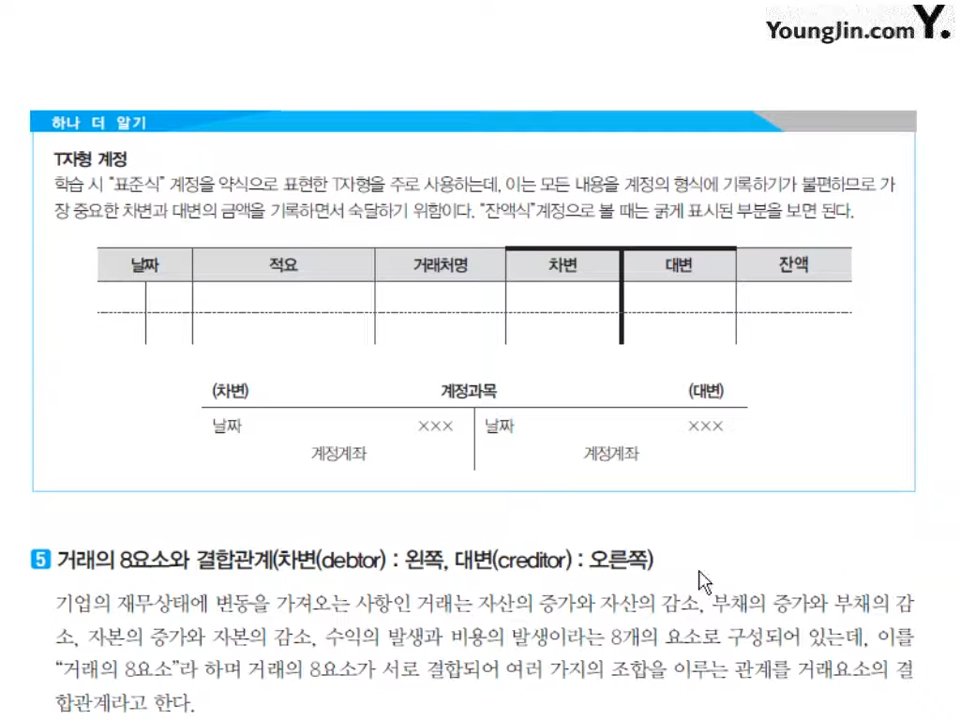 YoungJin.com Y.
하나 더 알기
T자형 계정
학습 시 "표준식" 계정을 약식으로 표현한 T자형을 주로 사용하는데, 이는 모든 내용을 계정의 형식에 기록하기가 불편하므로 가
장 중요한 차변과 대변의 금액을 기록하면서 숙달하기 위함이다. "잔액식"계정으로 볼 때는 굵게 표시된 부분을 보면 된다.
날짜 적요 거래처명 차변 대변 잔액
(차변) 계정과목 (대변)
날짜 ××× 날짜 ×××
계정계좌 계정계좌
5 거래의 8요소와 결합관계(차변(debtor) : 왼쪽, 대변(creditor) : 오른쪽)
기업의 재무상태에 변동을 가져오는 사항인 거래는 자산의 증가와 자산의 감소, 부채의 증가와 부채의 감
소, 자본의 증가와 자본의 감소, 수익의 발생과 비용의 발생이라는 8개의 요소로 구성되어 있는데, 이를
"거래의 8요소"라 하며 거래의 8요소가 서로 결합되어 여러 가지의 조합을 이루는 관계를 거래요소의 결
합관계라고 한다.